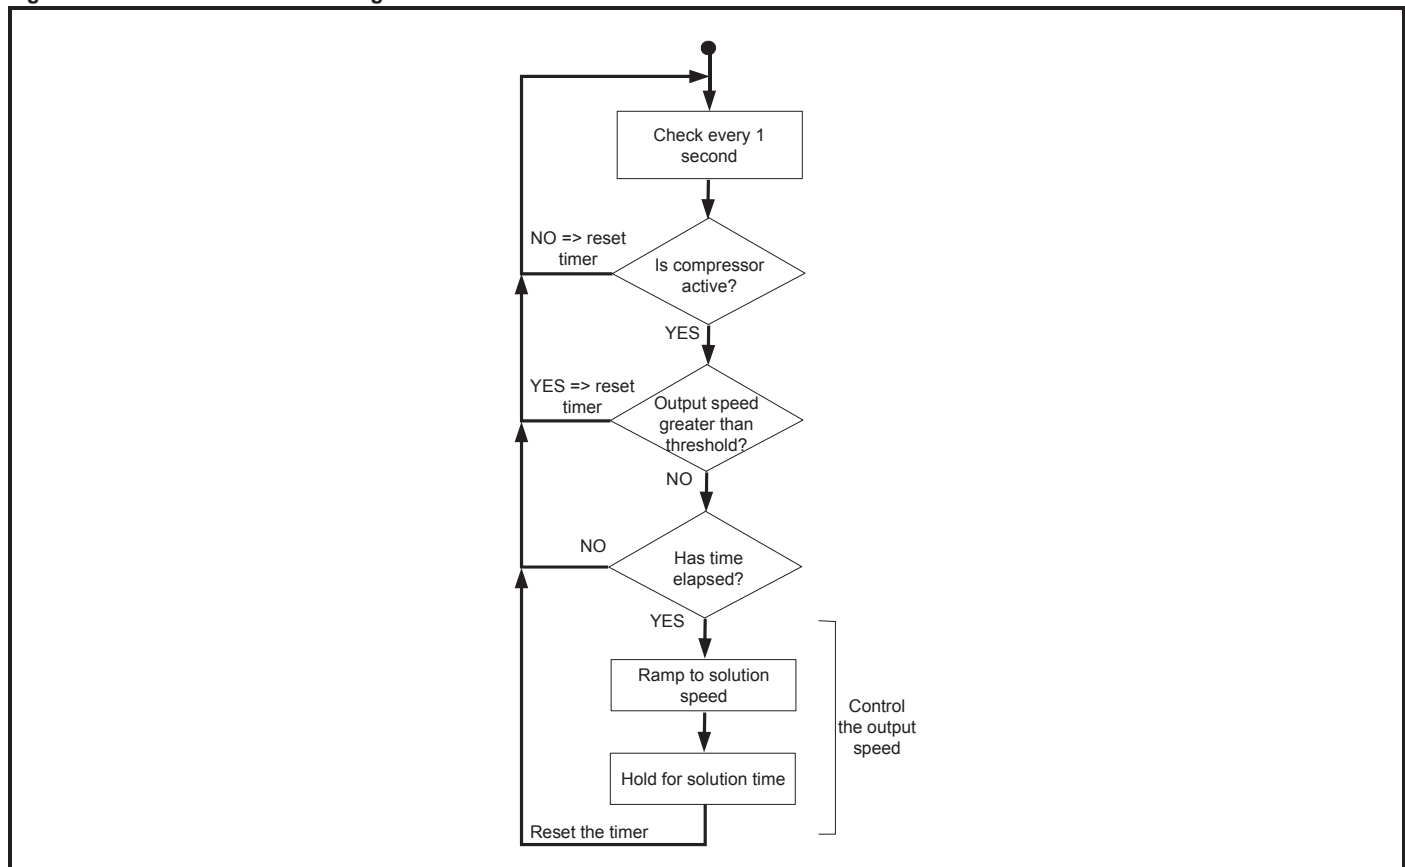 Check every 1
second
NO => reset
timer
Is compressor
active?
YES
YES => reset
timer
Output speed
greater than
threshold?
NO
NO
Has time
elapsed?
YES
Ramp to solution
speed
Control
the output
speed
Hold for solution time
Reset the timer